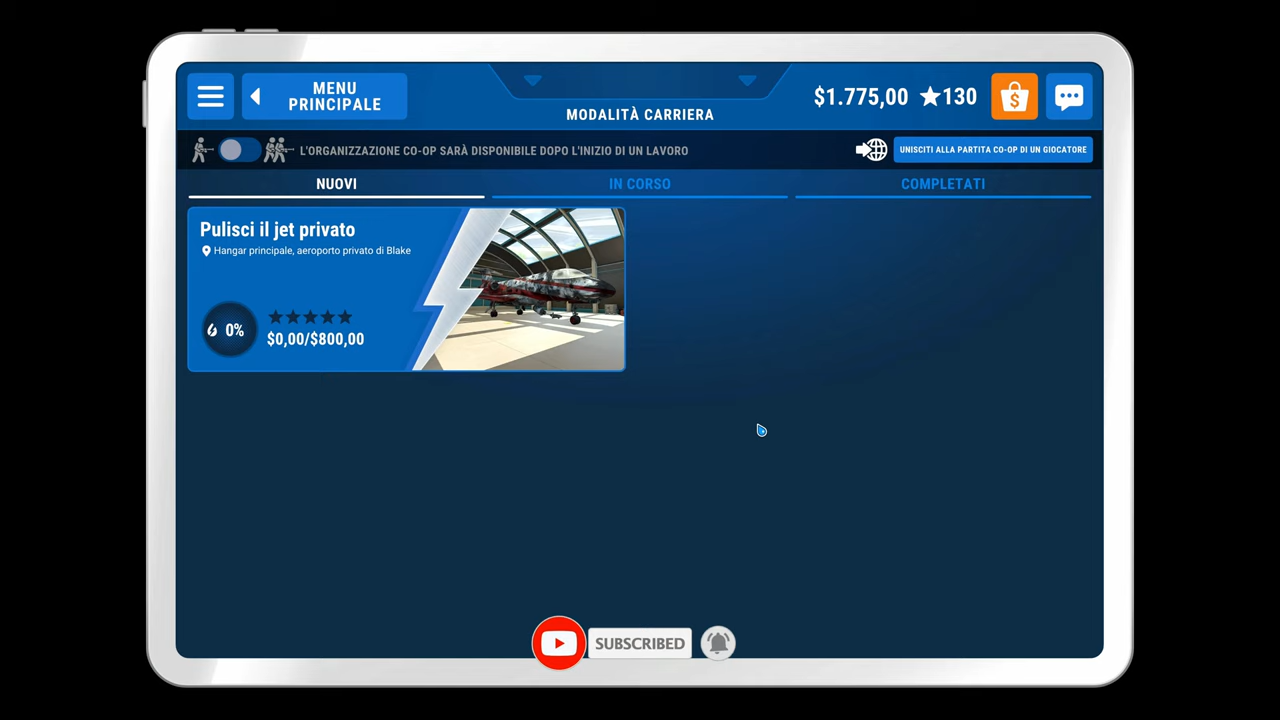 MENU
PRINCIPALE
MODALITÀ CARRIERA
$1.775,00 ★130
L'ORGANIZZAZIONE CO-OP SARÀ DISPONIBILE DOPO L'INIZIO DI UN LAVORO
UNISCITI ALLA PARTITA CO-OP DI UN GIOCATORE
NUOVI
IN CORSO
COMPLETATI
Pulisci il jet privato
Hangar principale, aeroporto privato di Blake
0%
$0,00/$800,00
SUBSCRIBED